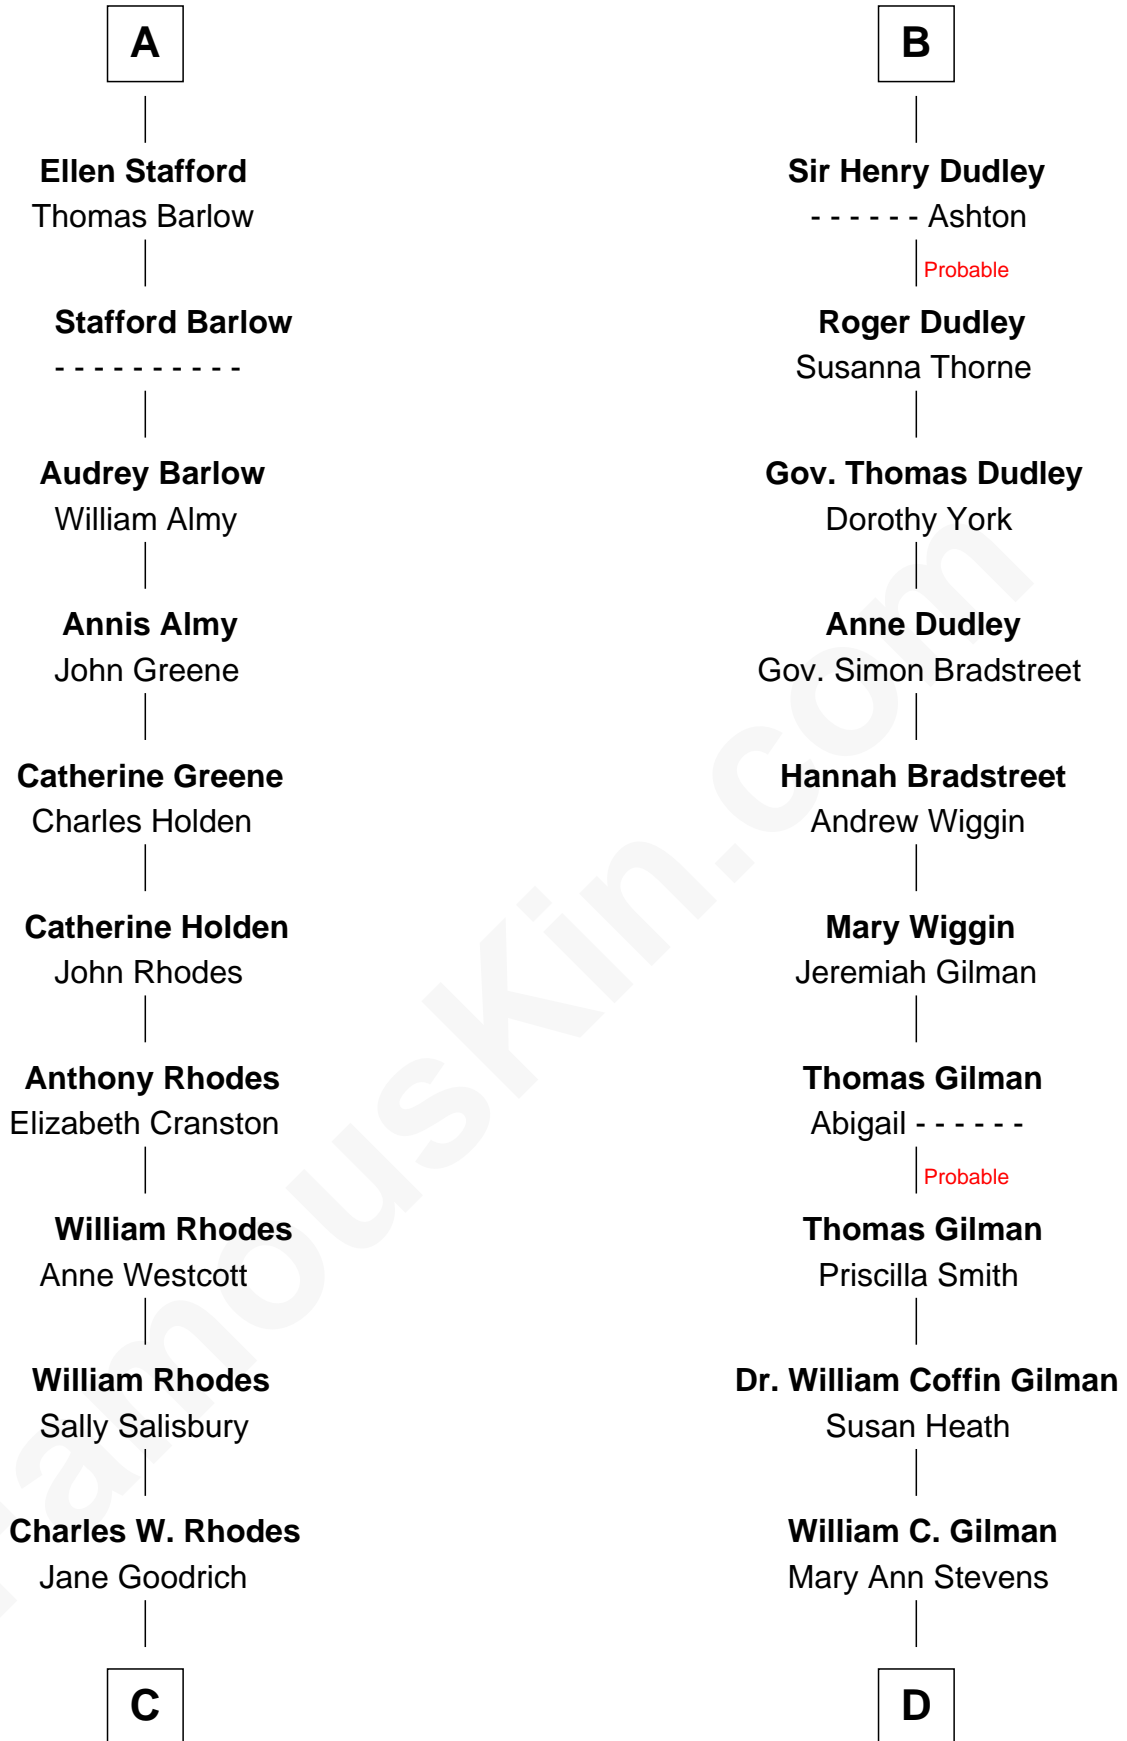 A
Ellen Stafford
Thomas Barlow
Stafford Barlow
- - - - - - - - - -
Audrey Barlow
William Almy
Annis Almy
John Greene
Catherine Greene
Charles Holden
Catherine Holden
John Rhodes
Anthony Rhodes
Elizabeth Cranston
William Rhodes
Anne Westcott
William Rhodes
Sally Salisbury
Charles W. Rhodes
Jane Goodrich
C
B
Sir Henry Dudley
- - - - - - Ashton
Probable
Roger Dudley
Susanna Thorne
Gov. Thomas Dudley
Dorothy York
Anne Dudley
Gov. Simon Bradstreet
Hannah Bradstreet
Andrew Wiggin
Mary Wiggin
Jeremiah Gilman
Thomas Gilman
Abigail - - - - - -
Probable
Thomas Gilman
Priscilla Smith
Dr. William Coffin Gilman
Susan Heath
William C. Gilman
Mary Ann Stevens
D
FamousKin.com